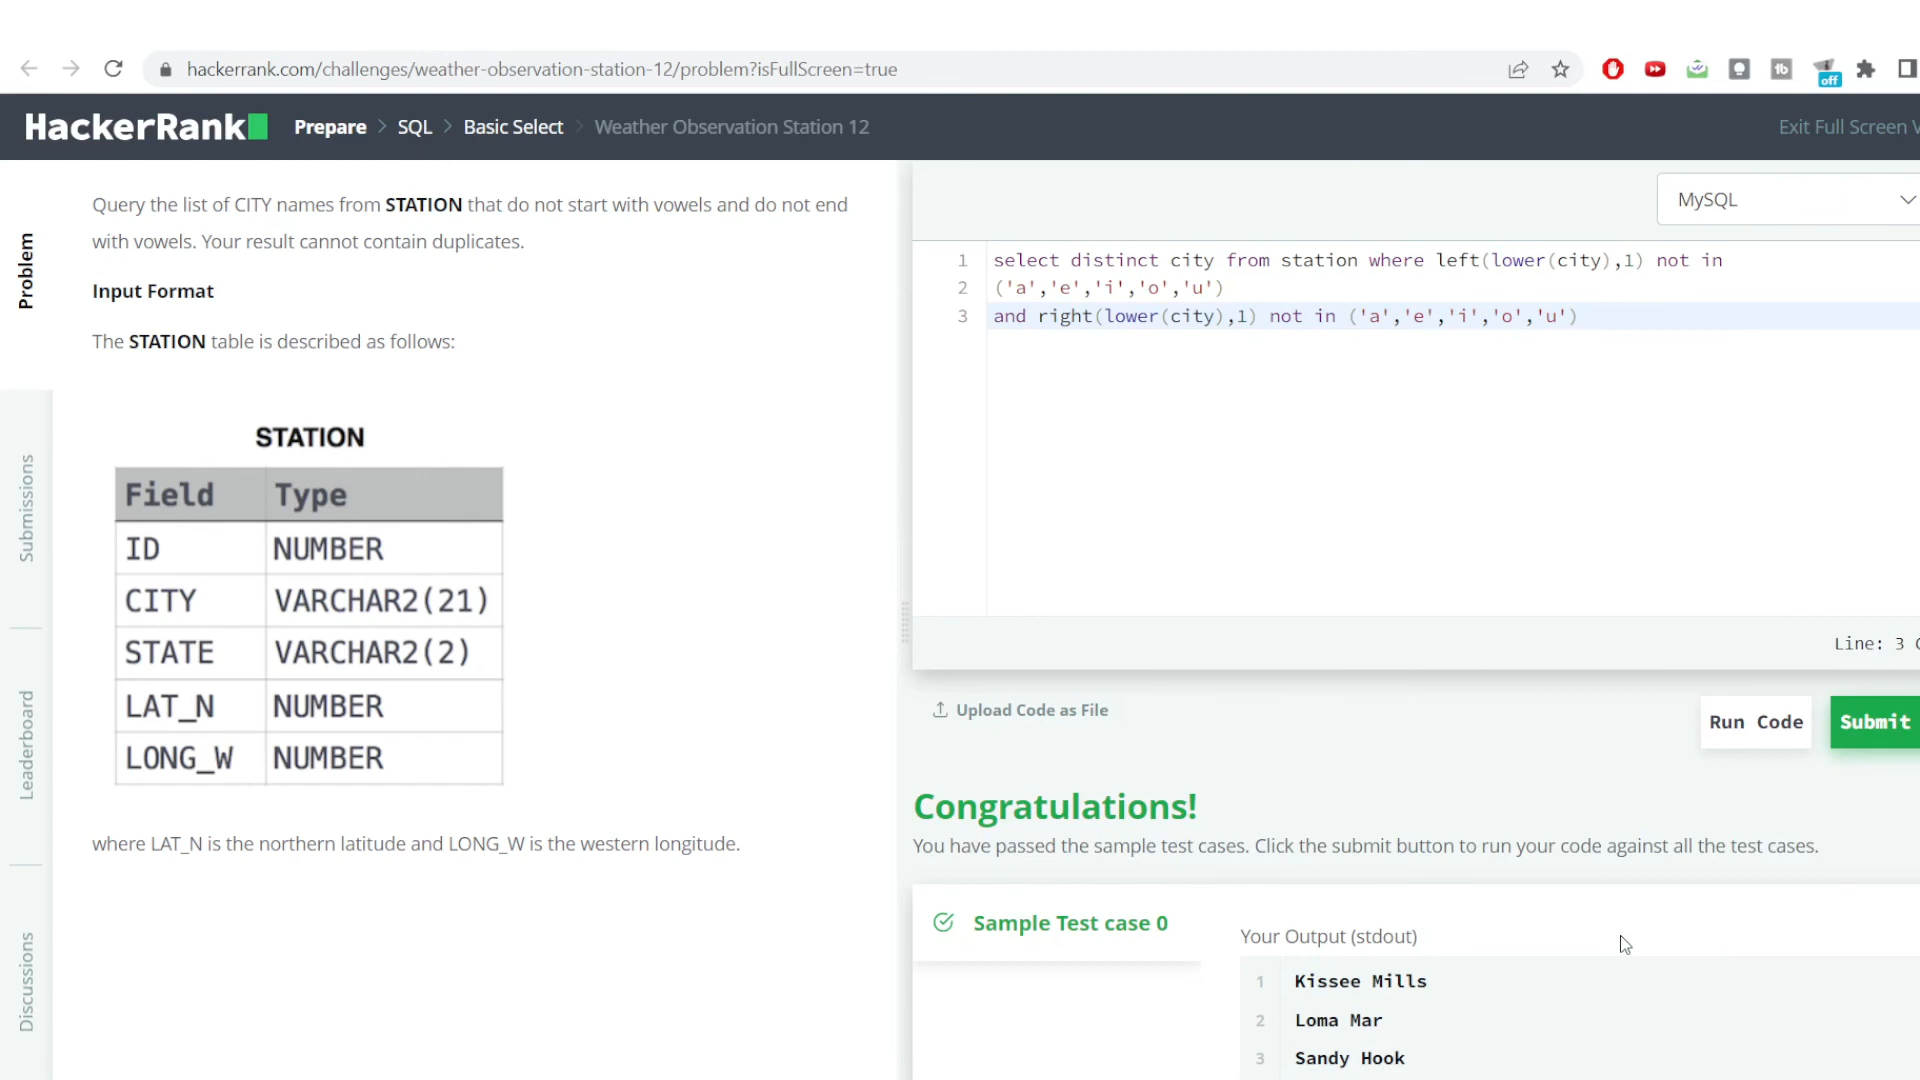 hackerrank.com/challenges/weather-observation-station-12/problem?isFullScreen=true
off
HackerRank
Prepare > SQL > Basic Select > Weather Observation Station 12
Exit Full Screen V
Problem
Submissions
Leaderboard
Discussions
Query the list of CITY names from STATION that do not start with vowels and do not end
with vowels. Your result cannot contain duplicates.
Input Format
The STATION table is described as follows:
STATION
Field Type
ID NUMBER
CITY VARCHAR2(21)
STATE VARCHAR2(2)
LAT_N NUMBER
LONG_W NUMBER
where LAT_N is the northern latitude and LONG_W is the western longitude.
MySQL
1 select distinct city from station where left(lower(city),1) not in
2 ('a','e','i','o','u')
3 and right(lower(city),1) not in ('a','e','i','o','u')
Line: 3 C
Upload Code as File
Run Code
Submit
Congratulations!
You have passed the sample test cases. Click the submit button to run your code against all the test cases.
Sample Test case 0
Your Output (stdout)
1 Kissee Mills
2 Loma Mar
3 Sandy Hook